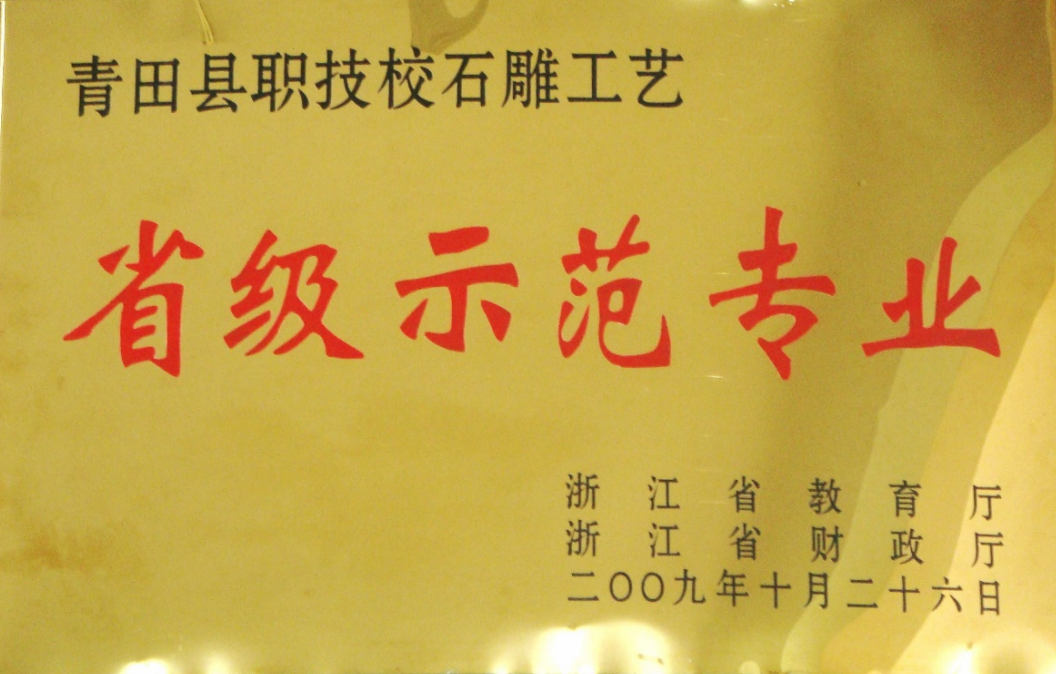 青田县职技校石雕工艺
省级示范专业
浙江省教育厅
浙江省财政厅
二〇〇九年十月二十六日